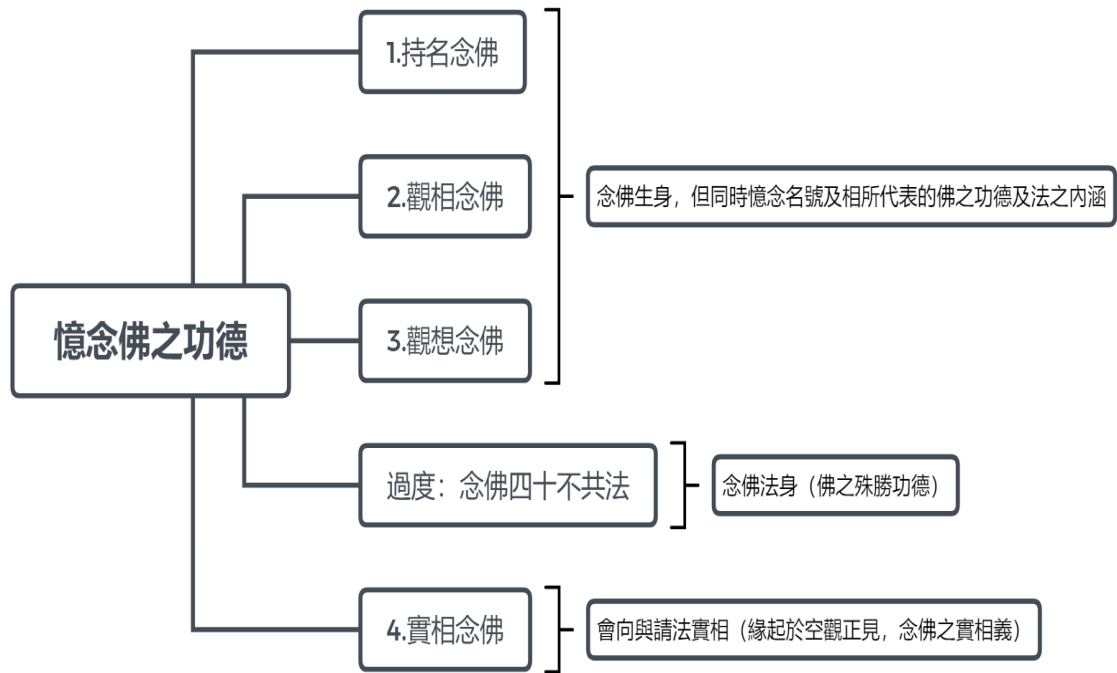 1.持名念佛
2.觀相念佛
念佛生身，但同時憶念名號及相所代表的佛之功德及法之內涵
憶念佛之功德
3.觀想念佛
過度：念佛四十不共法
念佛法身（佛之殊勝功德）
4.實相念佛
會向與請法實相（緣起於空觀正見，念佛之實相義）